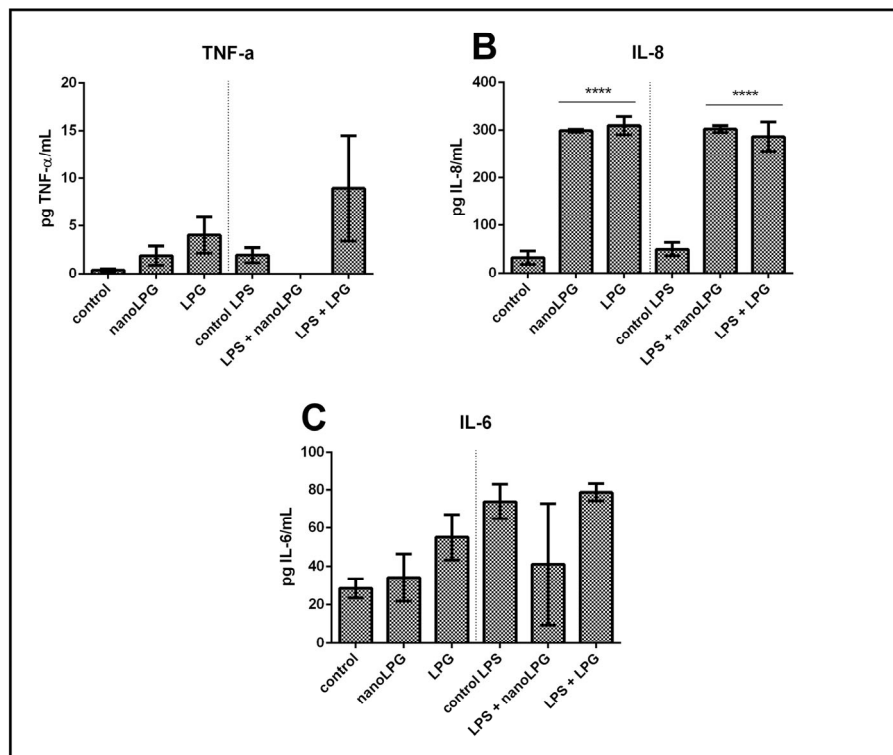 TNF-a
20
15
10
5
0
pg TNF-α/mL
control
nanoLPG
LPG
control LPS
LPS + nanoLPG
LPS + LPG
B
IL-8
400
300
200
100
0
pg IL-8/mL
****
****
control
nanoLPG
LPG
control LPS
LPS + nanoLPG
LPS + LPG
C
IL-6
100
80
60
40
20
0
pg IL-6/mL
control
nanoLPG
LPG
control LPS
LPS + nanoLPG
LPS + LPG